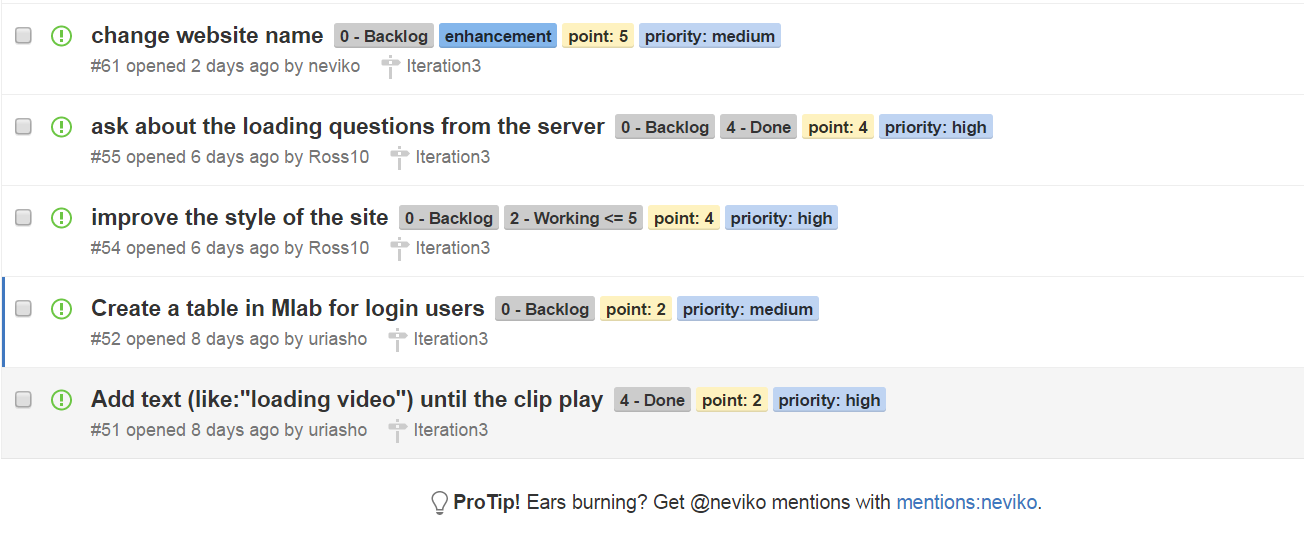 change website name 0 - Backlog enhancement point: 5 priority: medium
#61 opened 2 days ago by neviko Iteration3
ask about the loading questions from the server 0 - Backlog 4 - Done point: 4 priority: high
#55 opened 6 days ago by Ross10 Iteration3
improve the style of the site 0 - Backlog 2 - Working <= 5 point: 4 priority: high
#54 opened 6 days ago by Ross10 Iteration3
Create a table in Mlab for login users 0 - Backlog point: 2 priority: medium
#52 opened 8 days ago by uriasho Iteration3
Add text (like:"loading video") until the clip play 4 - Done point: 2 priority: high
#51 opened 8 days ago by uriasho Iteration3
ProTip! Ears burning? Get @neviko mentions with mentions:neviko.